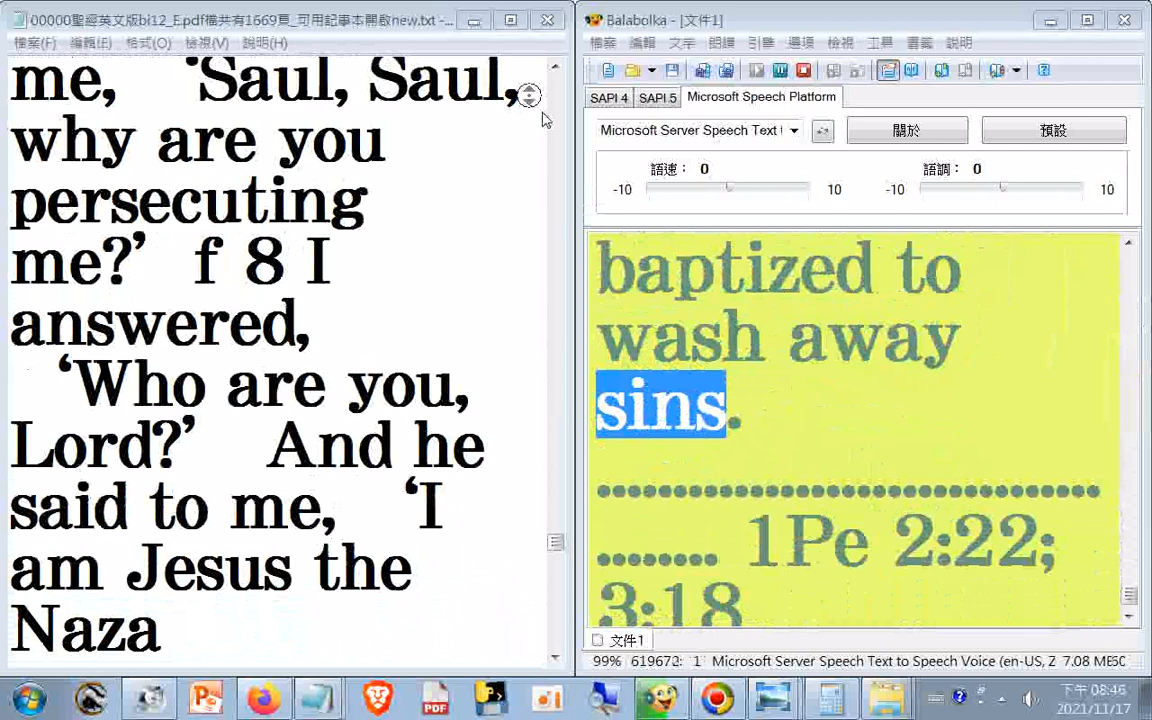 00000聖經英文版bi12_E.pdf檔共有1669頁_可用記事本開啟new.txt -...
檔案(F) 編輯(E) 格式(O) 檢視(V) 說明(H)
me, ‘Saul, Saul,
why are you
persecuting
me?’ f 8 I
answered,
‘Who are you,
Lord?’ And he
said to me, ‘I
am Jesus the
Naza
Balabolka - [文件1]
檔案 編輯 文字 朗讀 引擎 選項 檢視 工具 書籤 說明
SAPI 4 SAPI 5 Microsoft Speech Platform
Microsoft Server Speech Text 關於 預設
語速： 0 語調： 0
-10 10 -10 10
baptized to
wash away
sins.
.................................
........ 1Pe 2:22;
3:18
文件1
99% 619672: 1 Microsoft Server Speech Text to Speech Voice (en-US, Z 7.08 ME
PDF
下午 08:46
2021/11/17